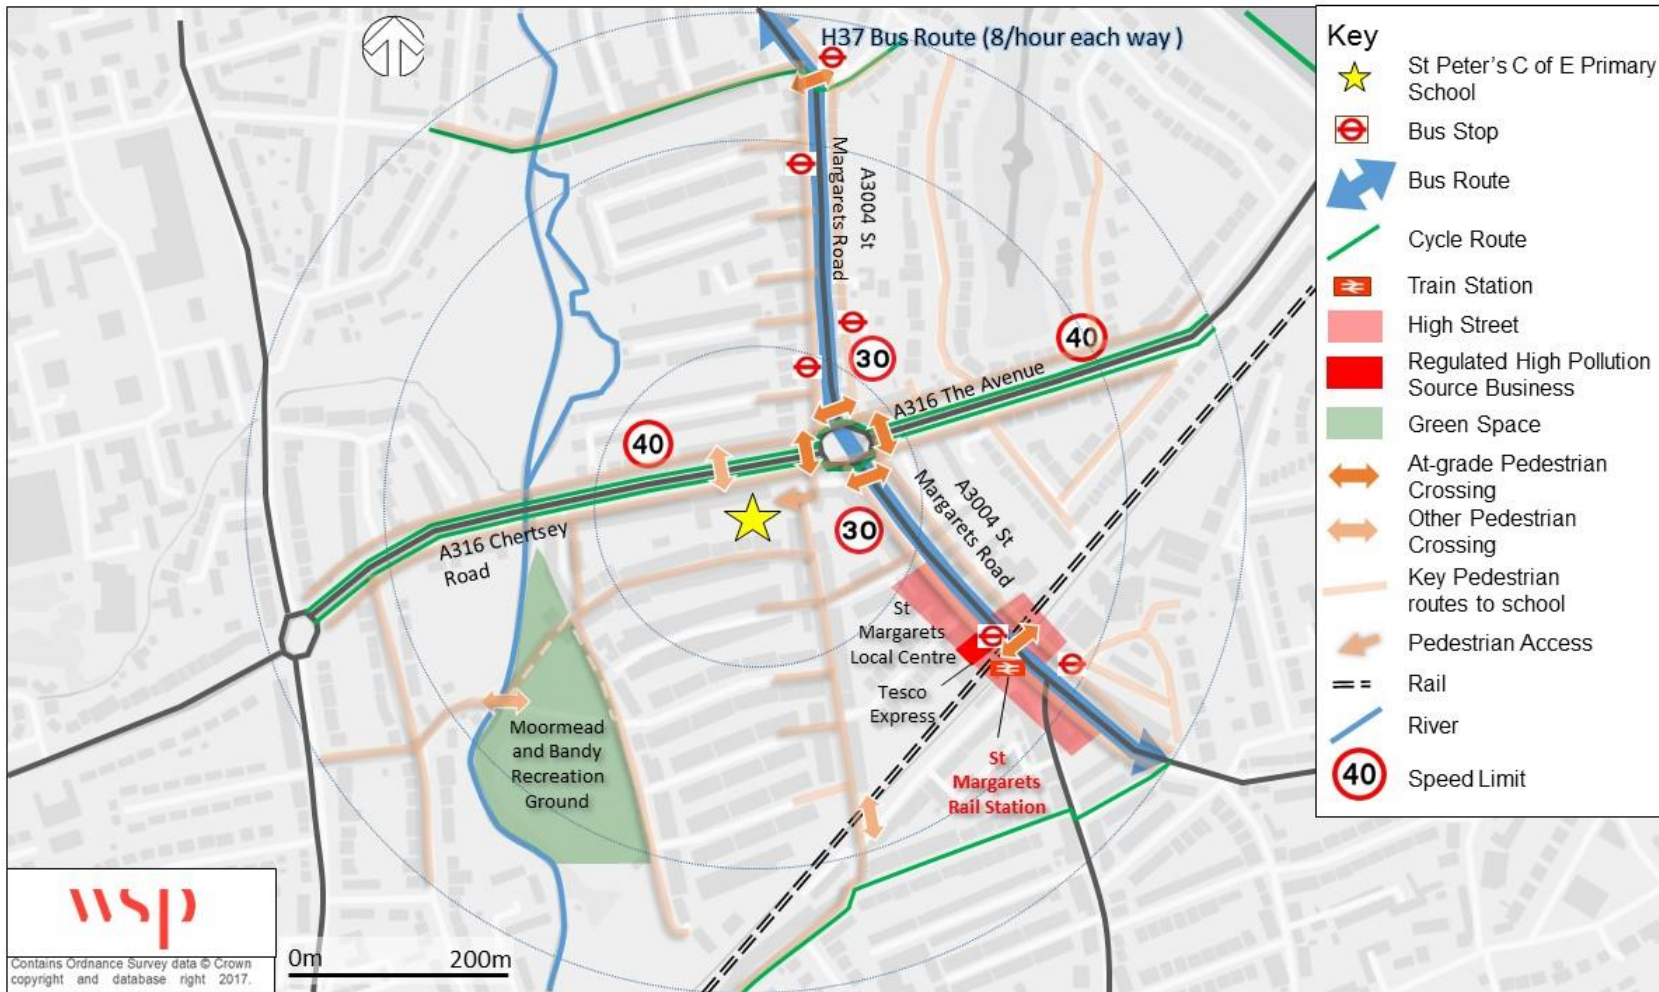 H37 Bus Route (8/hour each way )
A3004 St
Margarets Road
30
40
A316 The Avenue
40
A316 Chertsey
Road
30
A3004 St
Margarets Road
St
Margarets
Local Centre
Tesco
Express
St
Margarets
Rail Station
Moormead
and Bandy
Recreation
Ground
Key
St Peter's C of E Primary
School
Bus Stop
Bus Route
Cycle Route
Train Station
High Street
Regulated High Pollution
Source Business
Green Space
At-grade Pedestrian
Crossing
Other Pedestrian
Crossing
Key Pedestrian
routes to school
Pedestrian Access
Rail
River
40
Speed Limit
wsp
Contains Ordnance Survey data © Crown
copyright and database right 2017.
0m 200m